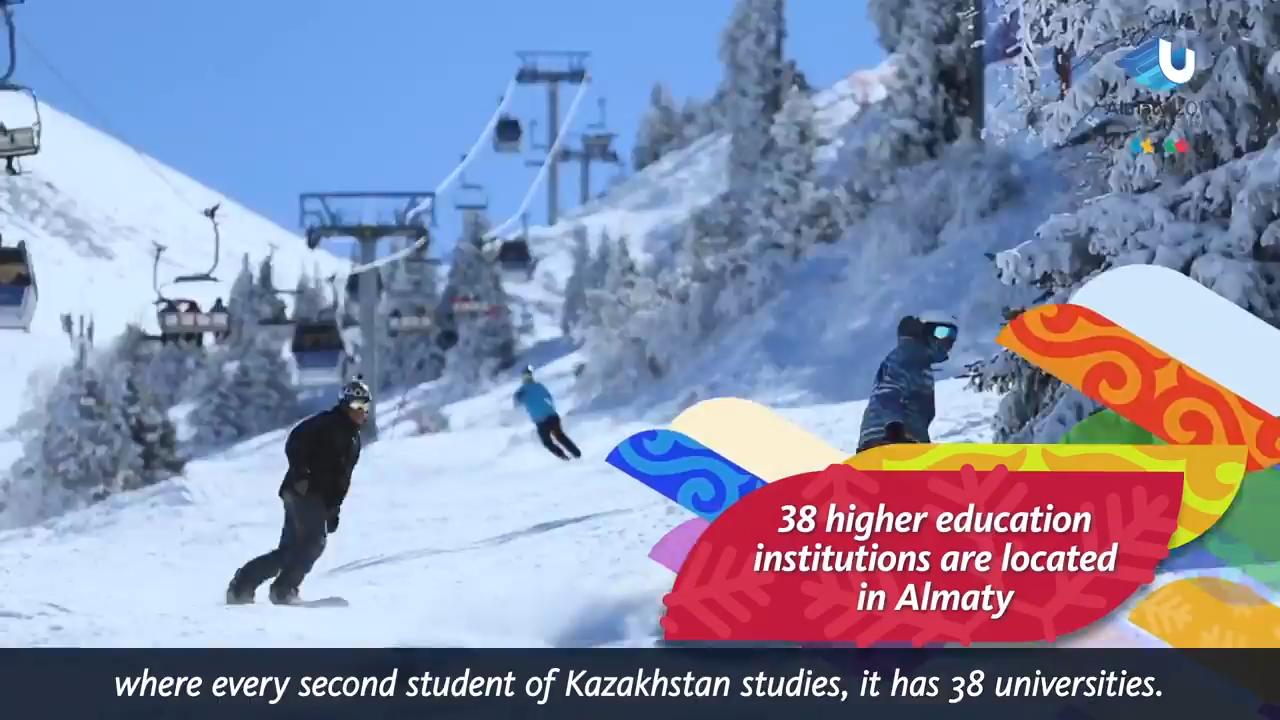 U
38 higher education
institutions are located
in Almaty
where every second student of Kazakhstan studies, it has 38 universities.